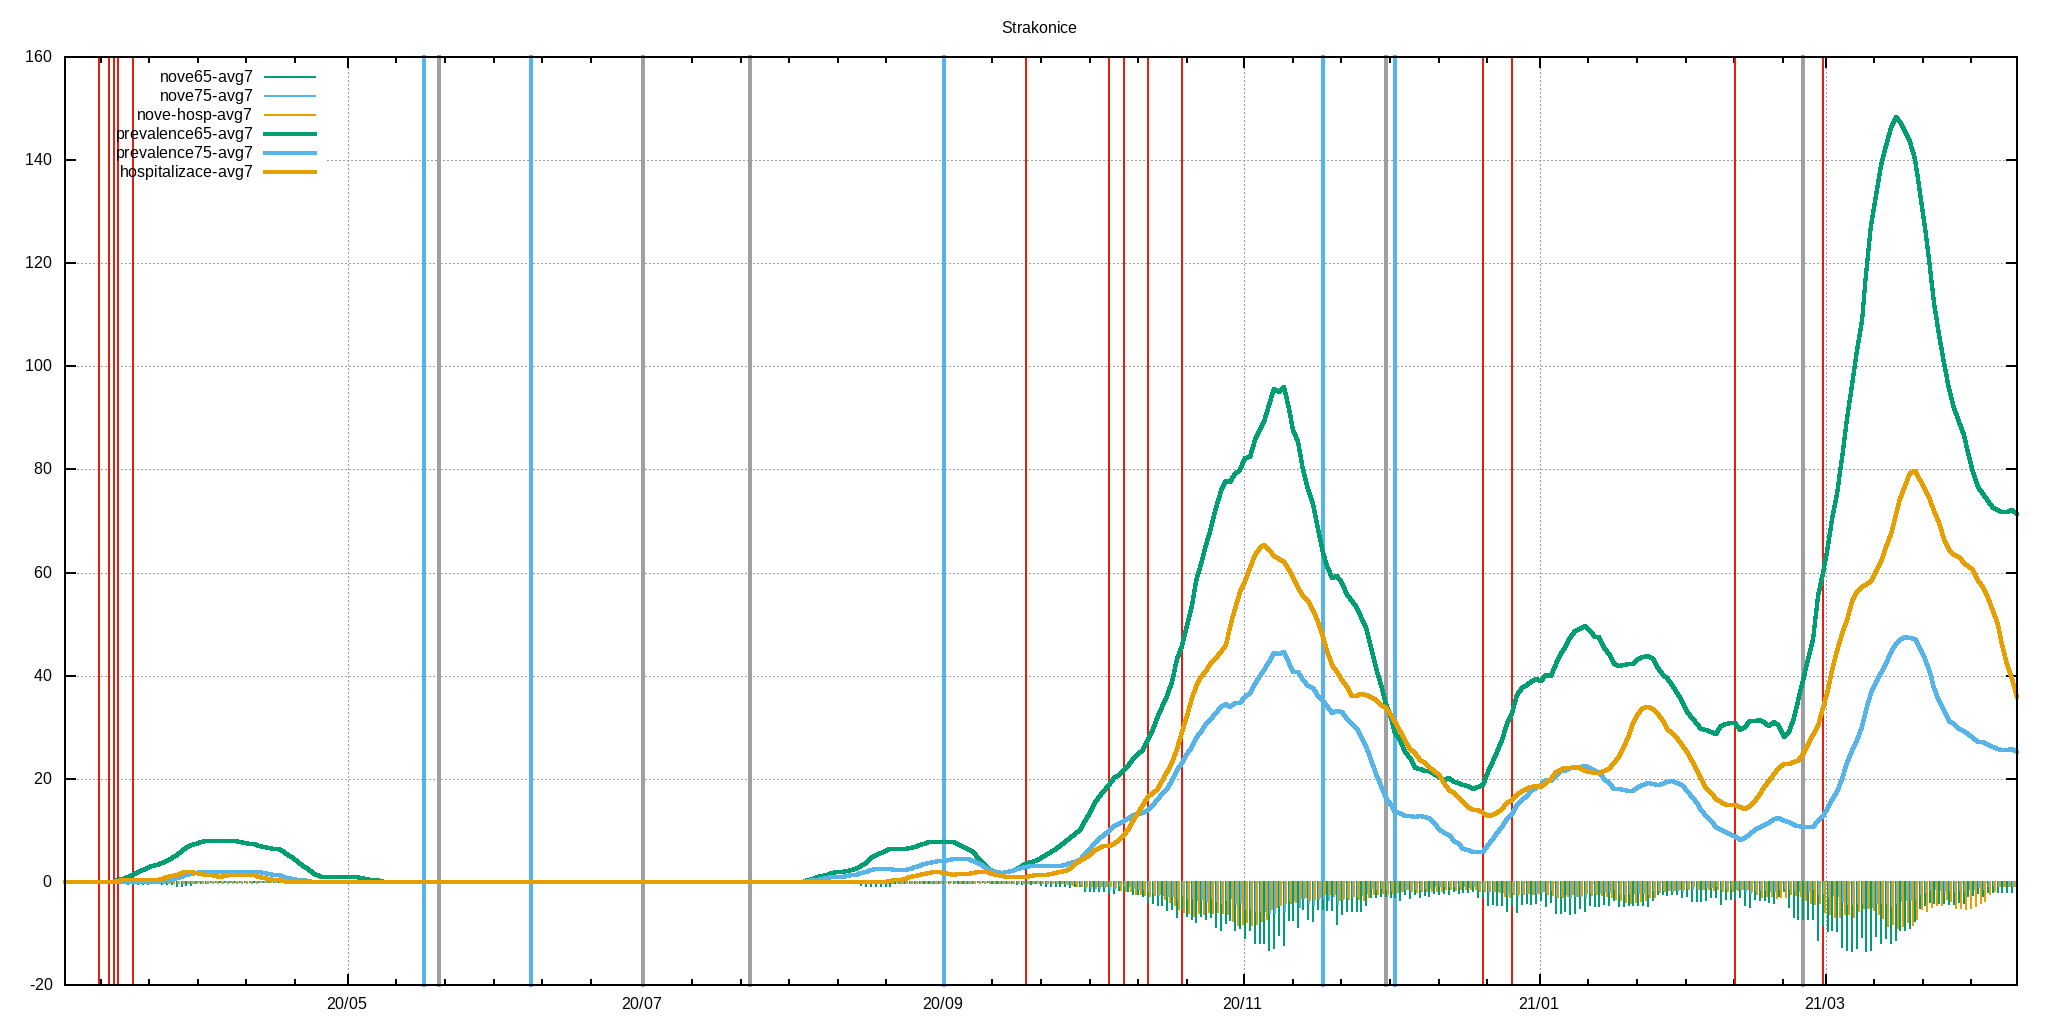 Strakonice
160
140
120
100
80
60
40
20
0
-20
nove65-avg7
nove75-avg7
nove-hosp-avg7
prevalence65-avg7
prevalence75-avg7
hospitalizace-avg7
20/05 20/07 20/09 20/11 21/01 21/03